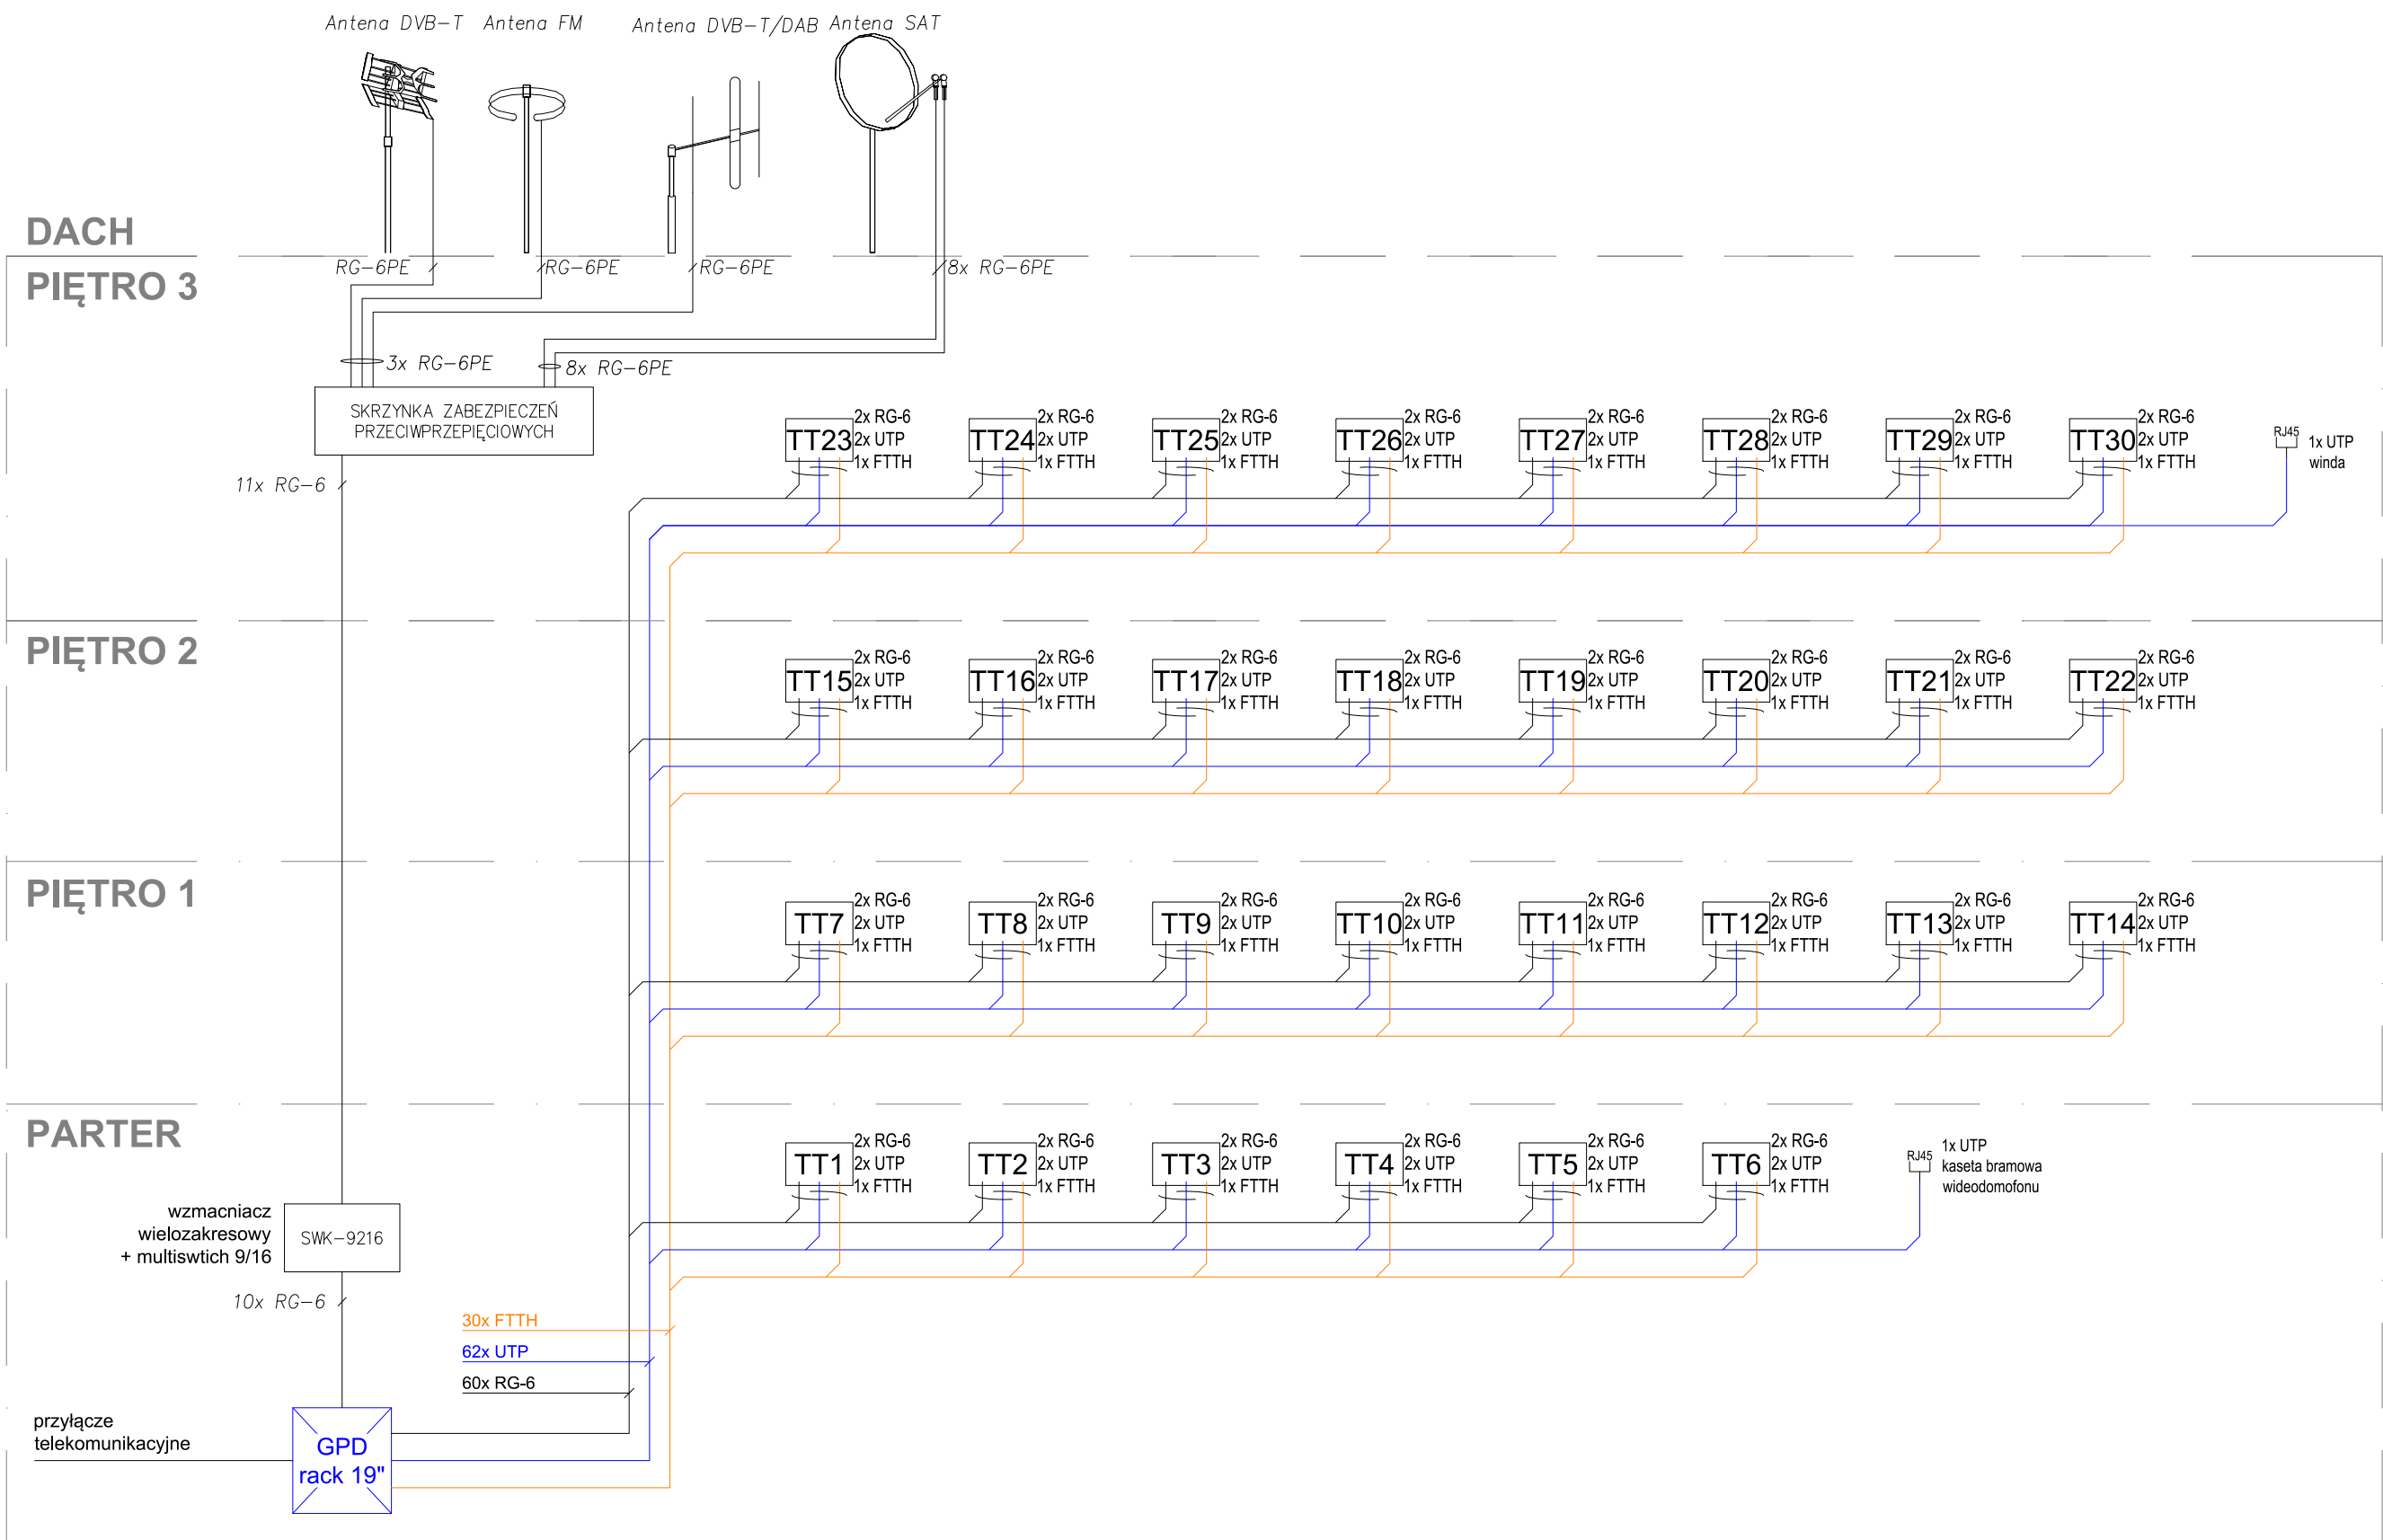 Antena DVB-T
Antena FM
Antena DVB-T/DAB
Antena SAT
DACH
RG-6PE
RG-6PE
RG-6PE
8x RG-6PE
PIĘTRO 3
3x RG-6PE
8x RG-6PE
SKRZYNKA ZABEZPIECZEŃ
PRZECIWPRZEPIĘCIOWYCH
11x RG-6
TT23
2x RG-6
2x UTP
1x FTTH
TT24
2x RG-6
2x UTP
1x FTTH
TT25
2x RG-6
2x UTP
1x FTTH
TT26
2x RG-6
2x UTP
1x FTTH
TT27
2x RG-6
2x UTP
1x FTTH
TT28
2x RG-6
2x UTP
1x FTTH
TT29
2x RG-6
2x UTP
1x FTTH
TT30
2x RG-6
2x UTP
1x FTTH
RJ45
1x UTP
winda
PIĘTRO 2
TT15
2x RG-6
2x UTP
1x FTTH
TT16
2x RG-6
2x UTP
1x FTTH
TT17
2x RG-6
2x UTP
1x FTTH
TT18
2x RG-6
2x UTP
1x FTTH
TT19
2x RG-6
2x UTP
1x FTTH
TT20
2x RG-6
2x UTP
1x FTTH
TT21
2x RG-6
2x UTP
1x FTTH
TT22
2x RG-6
2x UTP
1x FTTH
PIĘTRO 1
TT7
2x RG-6
2x UTP
1x FTTH
TT8
2x RG-6
2x UTP
1x FTTH
TT9
2x RG-6
2x UTP
1x FTTH
TT10
2x RG-6
2x UTP
1x FTTH
TT11
2x RG-6
2x UTP
1x FTTH
TT12
2x RG-6
2x UTP
1x FTTH
TT13
2x RG-6
2x UTP
1x FTTH
TT14
2x RG-6
2x UTP
1x FTTH
PARTER
TT1
2x RG-6
2x UTP
1x FTTH
TT2
2x RG-6
2x UTP
1x FTTH
TT3
2x RG-6
2x UTP
1x FTTH
TT4
2x RG-6
2x UTP
1x FTTH
TT5
2x RG-6
2x UTP
1x FTTH
TT6
2x RG-6
2x UTP
1x FTTH
RJ45
1x UTP
kaseta bramowa
wideodomofonu
wzmacniacz
wielozakresowy
+ multiswtich 9/16
SWK-9216
10x RG-6
30x FTTH
62x UTP
60x RG-6
przyłącze
telekomunikacyjne
GPD
rack 19"